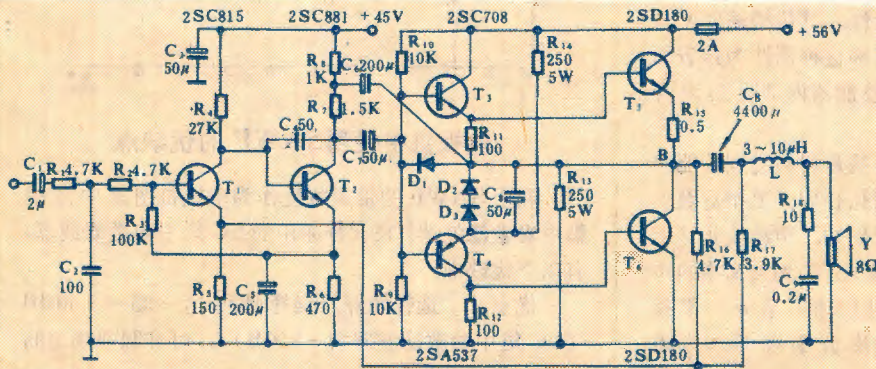 2SC815 2SC881 +45V 2SC708 2SD180 +56V
2A
C₃ 50μ
R₄ 27K
R₈ 1K
C₆ 200μ
R₇ 1.5K
C₄ 50
C₇ 50μ
R₁₀ 10K
T₃
R₁₁ 100
R₁₄ 250 5W
T₅
R₁₅ 0.5
C₈ 4400μ
3~10μH
L
B
C₁ 2μ
R₁ 4.7K
R₂ 4.7K
T₁
T₂
D₁
D₂
D₃
C₈ 50μ
R₁₃ 250 5W
R₁₈ 10
R₃ 100K
T₄
T₆
R₁₆ 4.7K
R₁₇ 3.9K
Y 8Ω
C₂ 100
R₅ 150
C₅ 200μ
R₆ 470
R₉ 10K
R₁₂ 100
C₉ 0.2μ
2SA537 2SD180